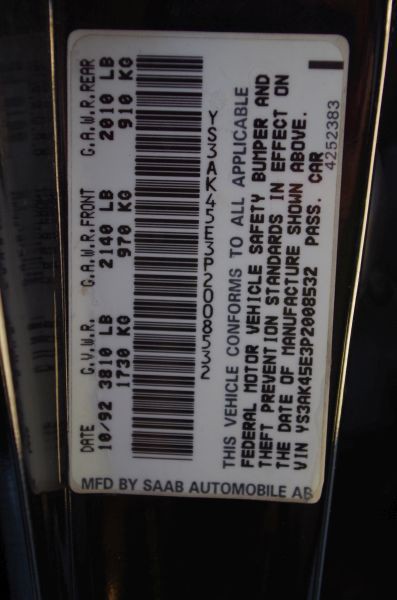 DATE G.V.W.R. G.A.W.R.FRONT G.A.W.R.REAR
10/92 3810 LB 2140 LB 2010 LB
1730 KG 970 KG 910 KG
YS3AK45E3P2008532
THIS VEHICLE CONFORMS TO ALL APPLICABLE
FEDERAL MOTOR VEHICLE SAFETY BUMPER AND
THEFT PREVENTION STANDARDS IN EFFECT ON
THE DATE OF MANUFACTURE SHOWN ABOVE.
VIN YS3AK45E3P2008532 PASS. CAR
4252383
MFD BY SAAB AUTOMOBILE AB